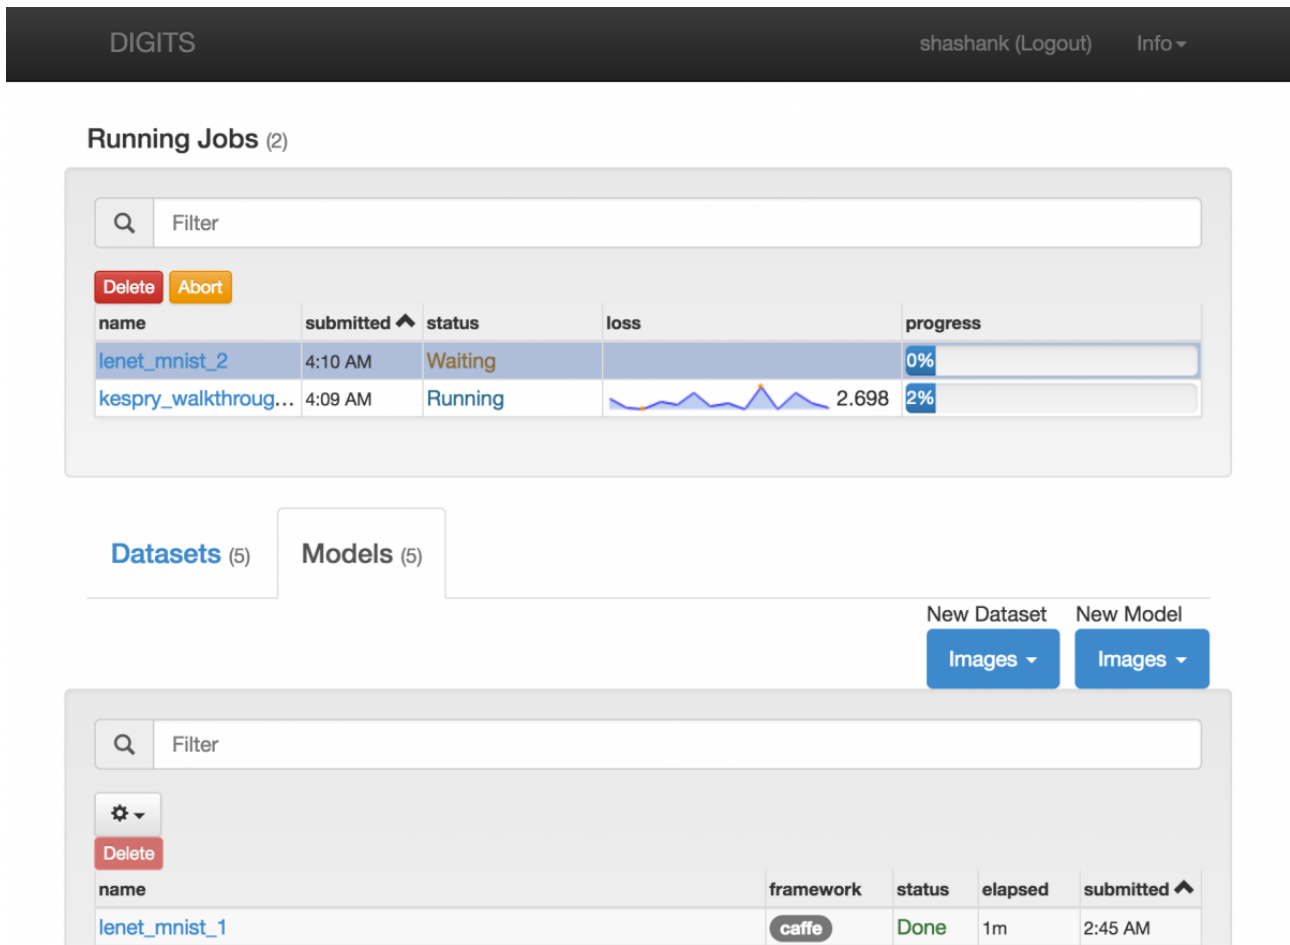 DIGITS shashank (Logout) Info
Running Jobs (2)
Filter
Delete Abort
name submitted status loss progress
lenet_mnist_2 4:10 AM Waiting 0%
kespry_walkthroug... 4:09 AM Running 2.698 2%
Datasets (5) Models (5)
New Dataset New Model
Images Images
Filter
Delete
name framework status elapsed submitted
lenet_mnist_1 caffe Done 1m 2:45 AM